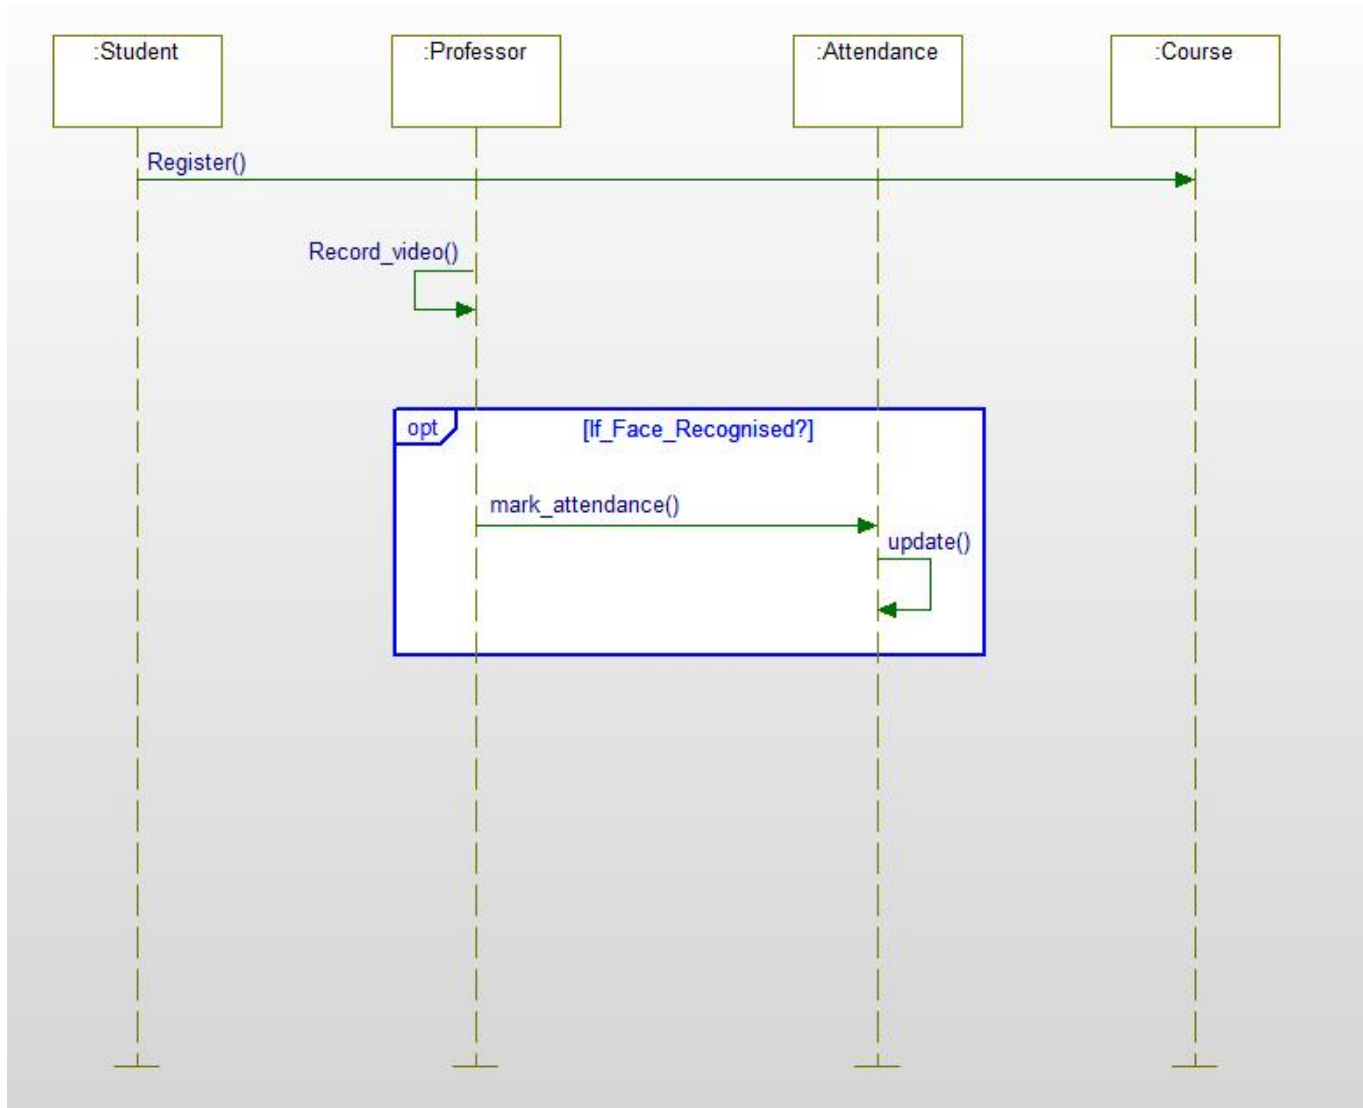 :Student
:Professor
:Attendance
:Course
Register()
Record_video()
opt
[If_Face_Recognised?]
mark_attendance()
update()